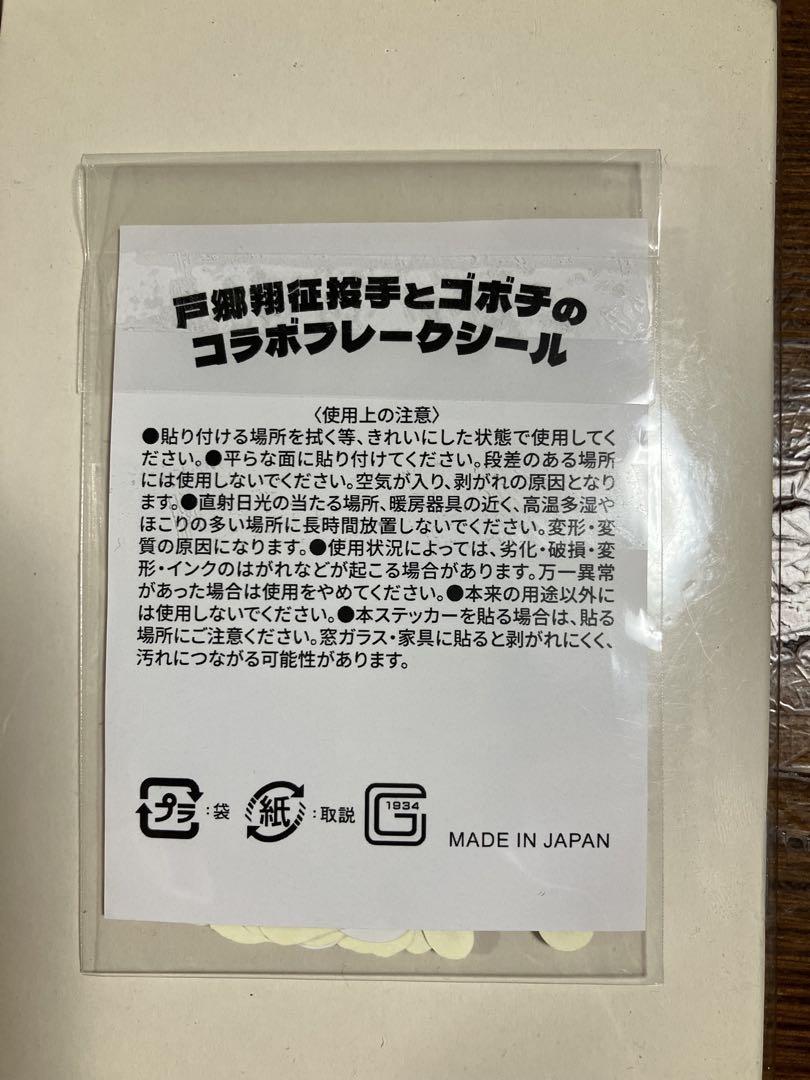 戸郷翔征投手とゴボチの
コラボフレークシール
〈使用上の注意〉
●貼り付ける場所を拭く等、きれいにした状態で使用してく
ださい。●平らな面に貼り付けてください。段差のある場所
には使用しないでください。空気が入り、剥がれの原因となり
ます。●直射日光の当たる場所、暖房器具の近く、高温多湿や
ほこりの多い場所に長時間放置しないでください。変形・変
質の原因になります。●使用状況によっては、劣化・破損・変
形・インクのはがれなどが起こる場合があります。万一異常
があった場合は使用をやめてください。●本来の用途以外に
は使用しないでください。●本ステッカーを貼る場合は、貼る
場所にご注意ください。窓ガラス・家具に貼ると剥がれにくく、
汚れにつながる可能性があります。
プラ:袋 紙:取説 G 1934 MADE IN JAPAN